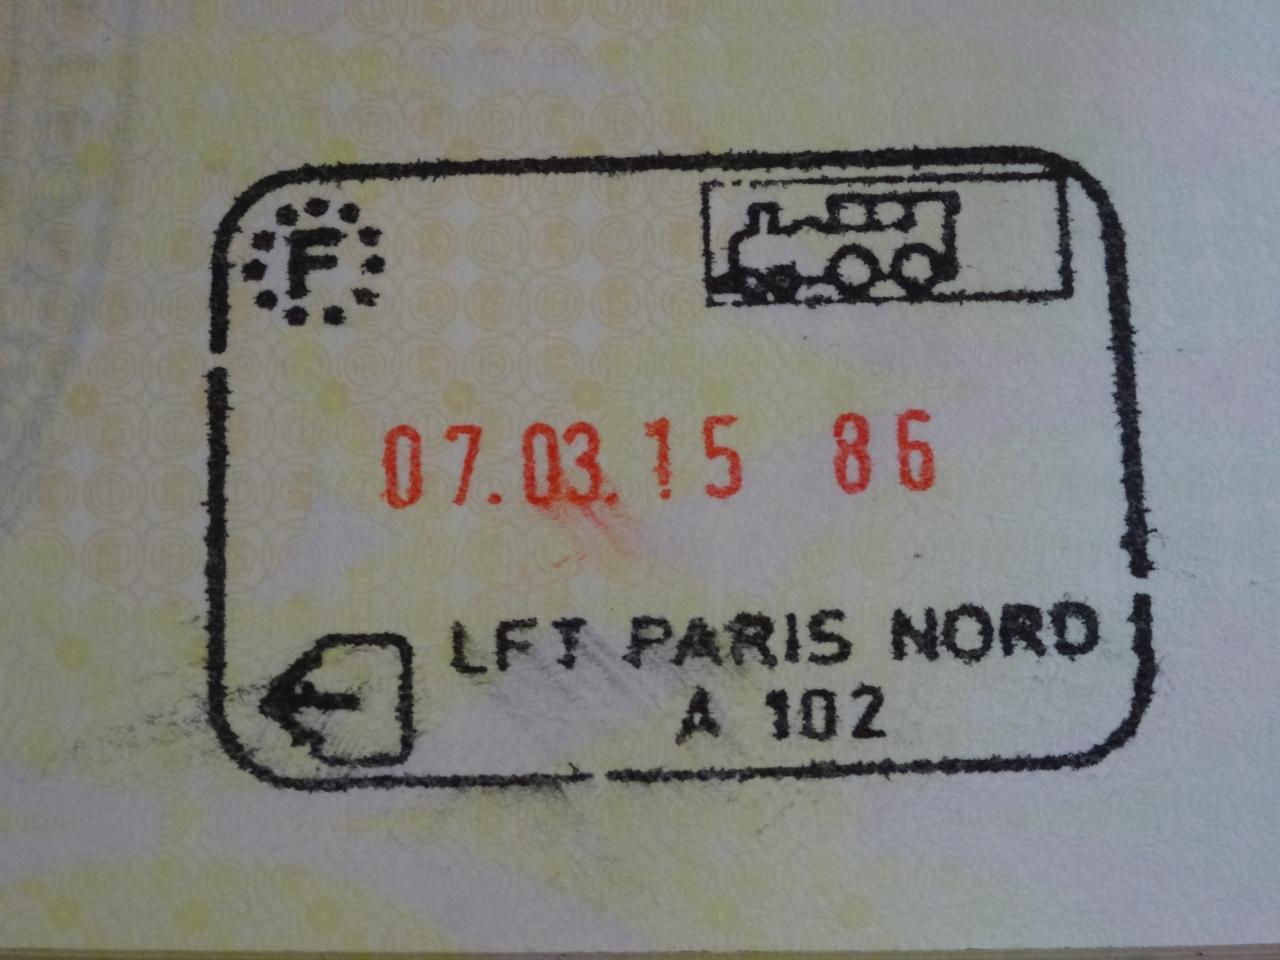 F
07.03.15 86
LFT PARIS NORD
A 102